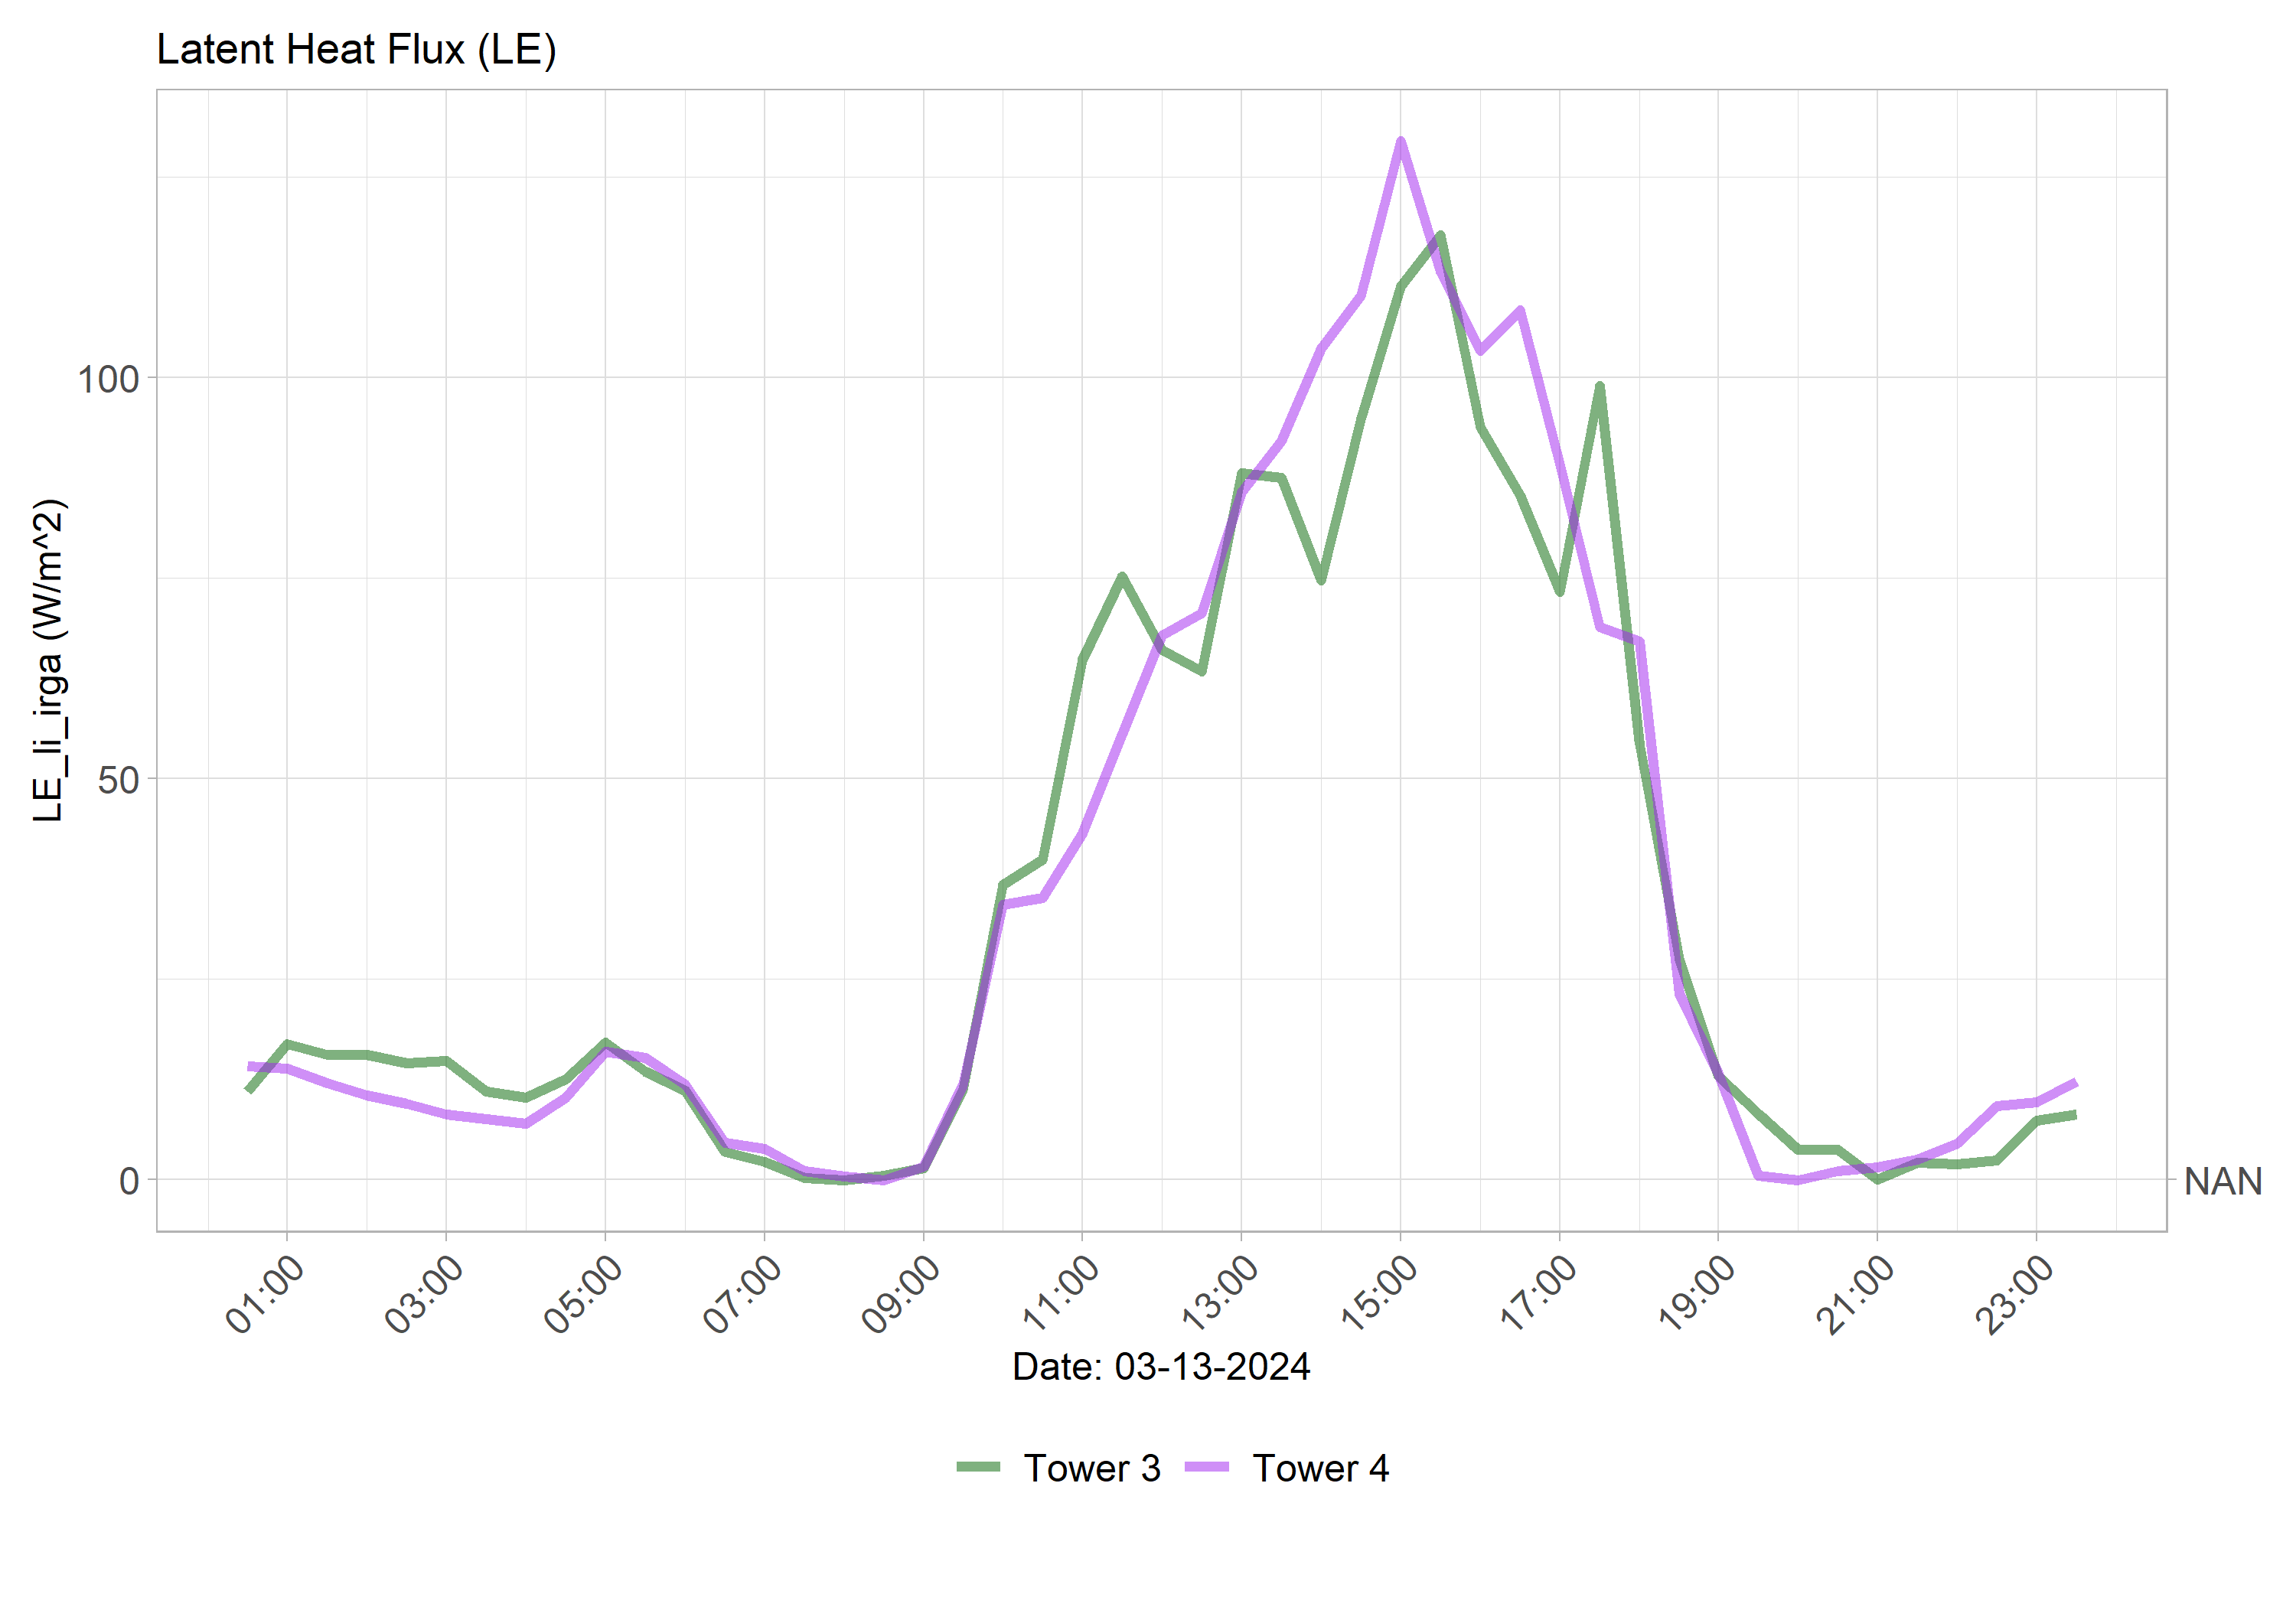 Latent Heat Flux (LE)
LE_li_irga (W/m^2)
100
50
0
NAN
01:00 03:00 05:00 07:00 09:00 11:00 13:00 15:00 17:00 19:00 21:00 23:00
Date: 03-13-2024
Tower 3 Tower 4